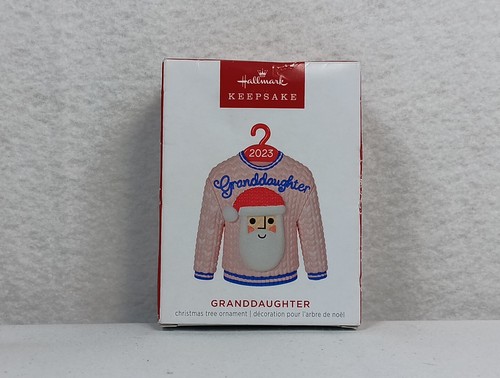 Hallmark
KEEPSAKE
2023
Granddaughter
GRANDDAUGHTER
christmas tree ornament | décoration pour l'arbre de noël